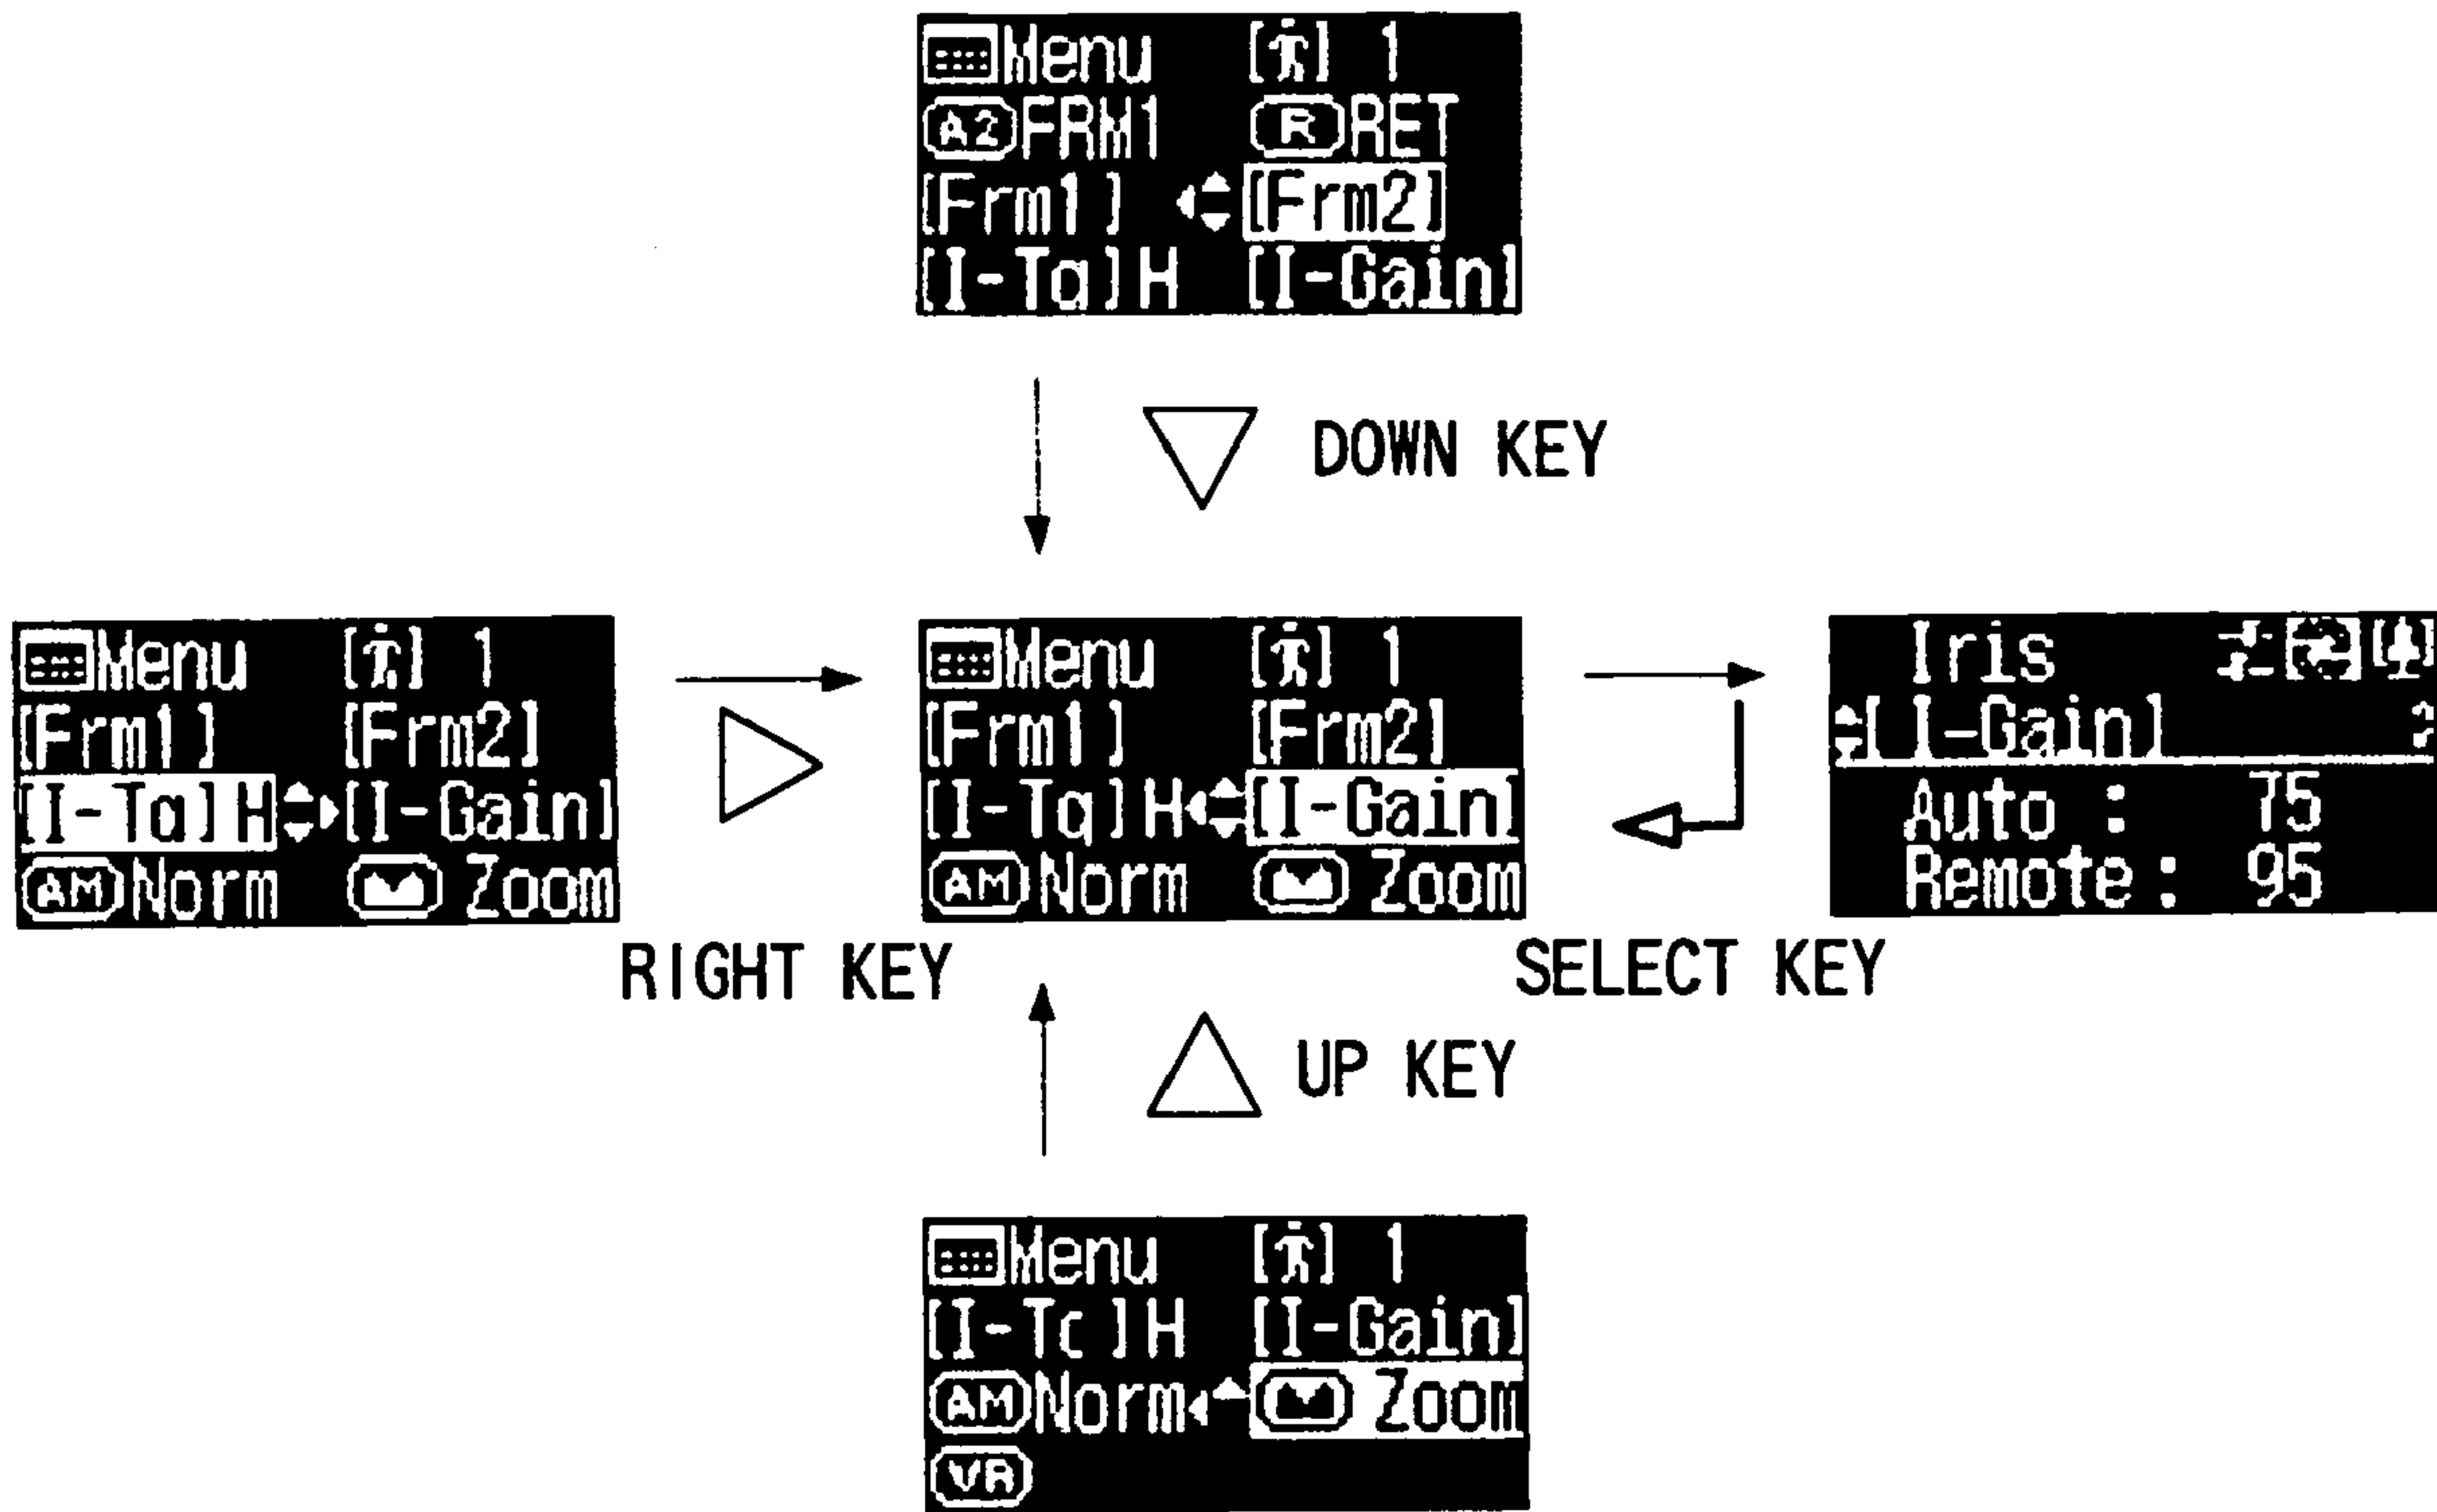 Menu [ ] 1
A2 FRM1 R RET
[Frm1 ] [Frm2]
[I-Tq]H [I-Gain]
DOWN KEY
Menu [ ] 1
[Frm1] [Frm2]
[I-Tq]H [I-Gain]
AM Norm Zoom
RIGHT KEY
Menu [ ] 1
[Frm1] [Frm2]
[I-Tq]H [I-Gain]
AM Norm Zoom
SELECT KEY
Iris
[I-Gain]
Auto : 75
Remote: 95
UP KEY
Menu [ ] 1
[I-Tc ]H [I-Gain]
AM Norm Zoom
VR